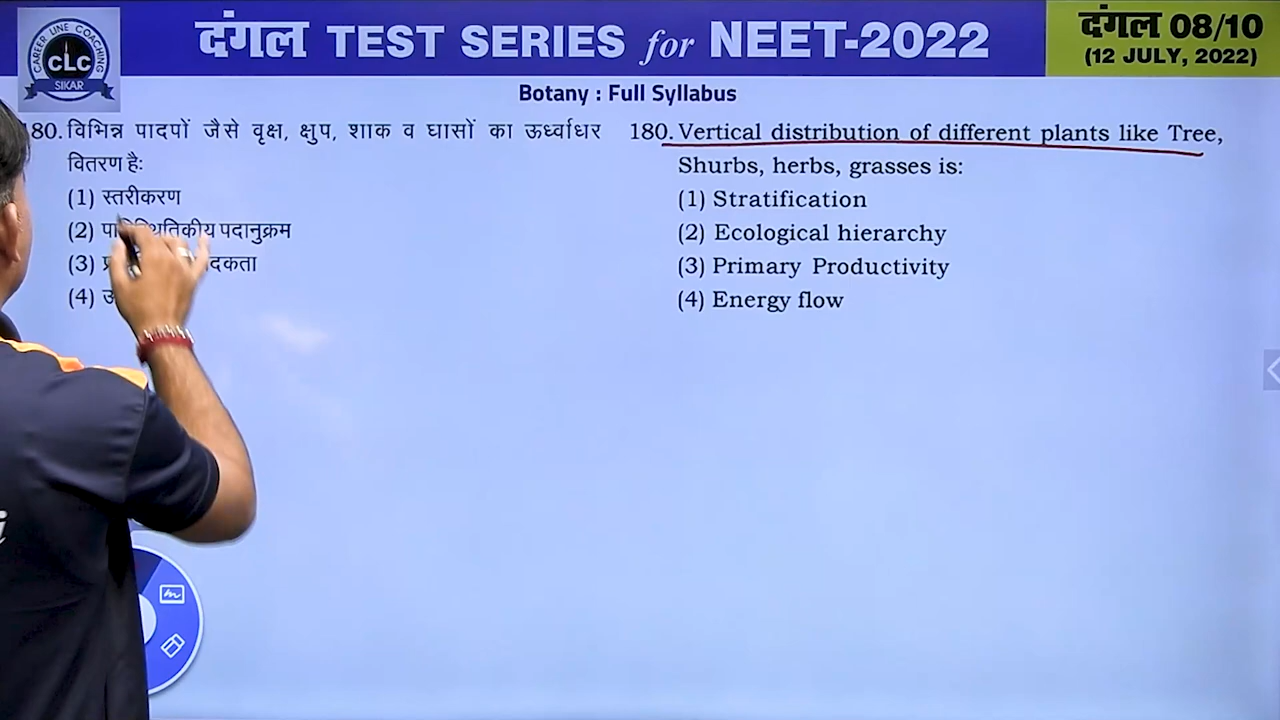 CAREER LINE COACHING
CLC
SIKAR
दंगल TEST SERIES for NEET-2022
दंगल 08/10
(12 JULY, 2022)
Botany : Full Syllabus
80. विभिन्न पादपों जैसे वृक्ष, क्षुप, शाक व घासों का ऊर्ध्वाधर
वितरण है:
(1) स्तरीकरण
(2) पदानुक्रम
(3)
(4)
180. Vertical distribution of different plants like Tree,
Shurbs, herbs, grasses is:
(1) Stratification
(2) Ecological hierarchy
(3) Primary Productivity
(4) Energy flow